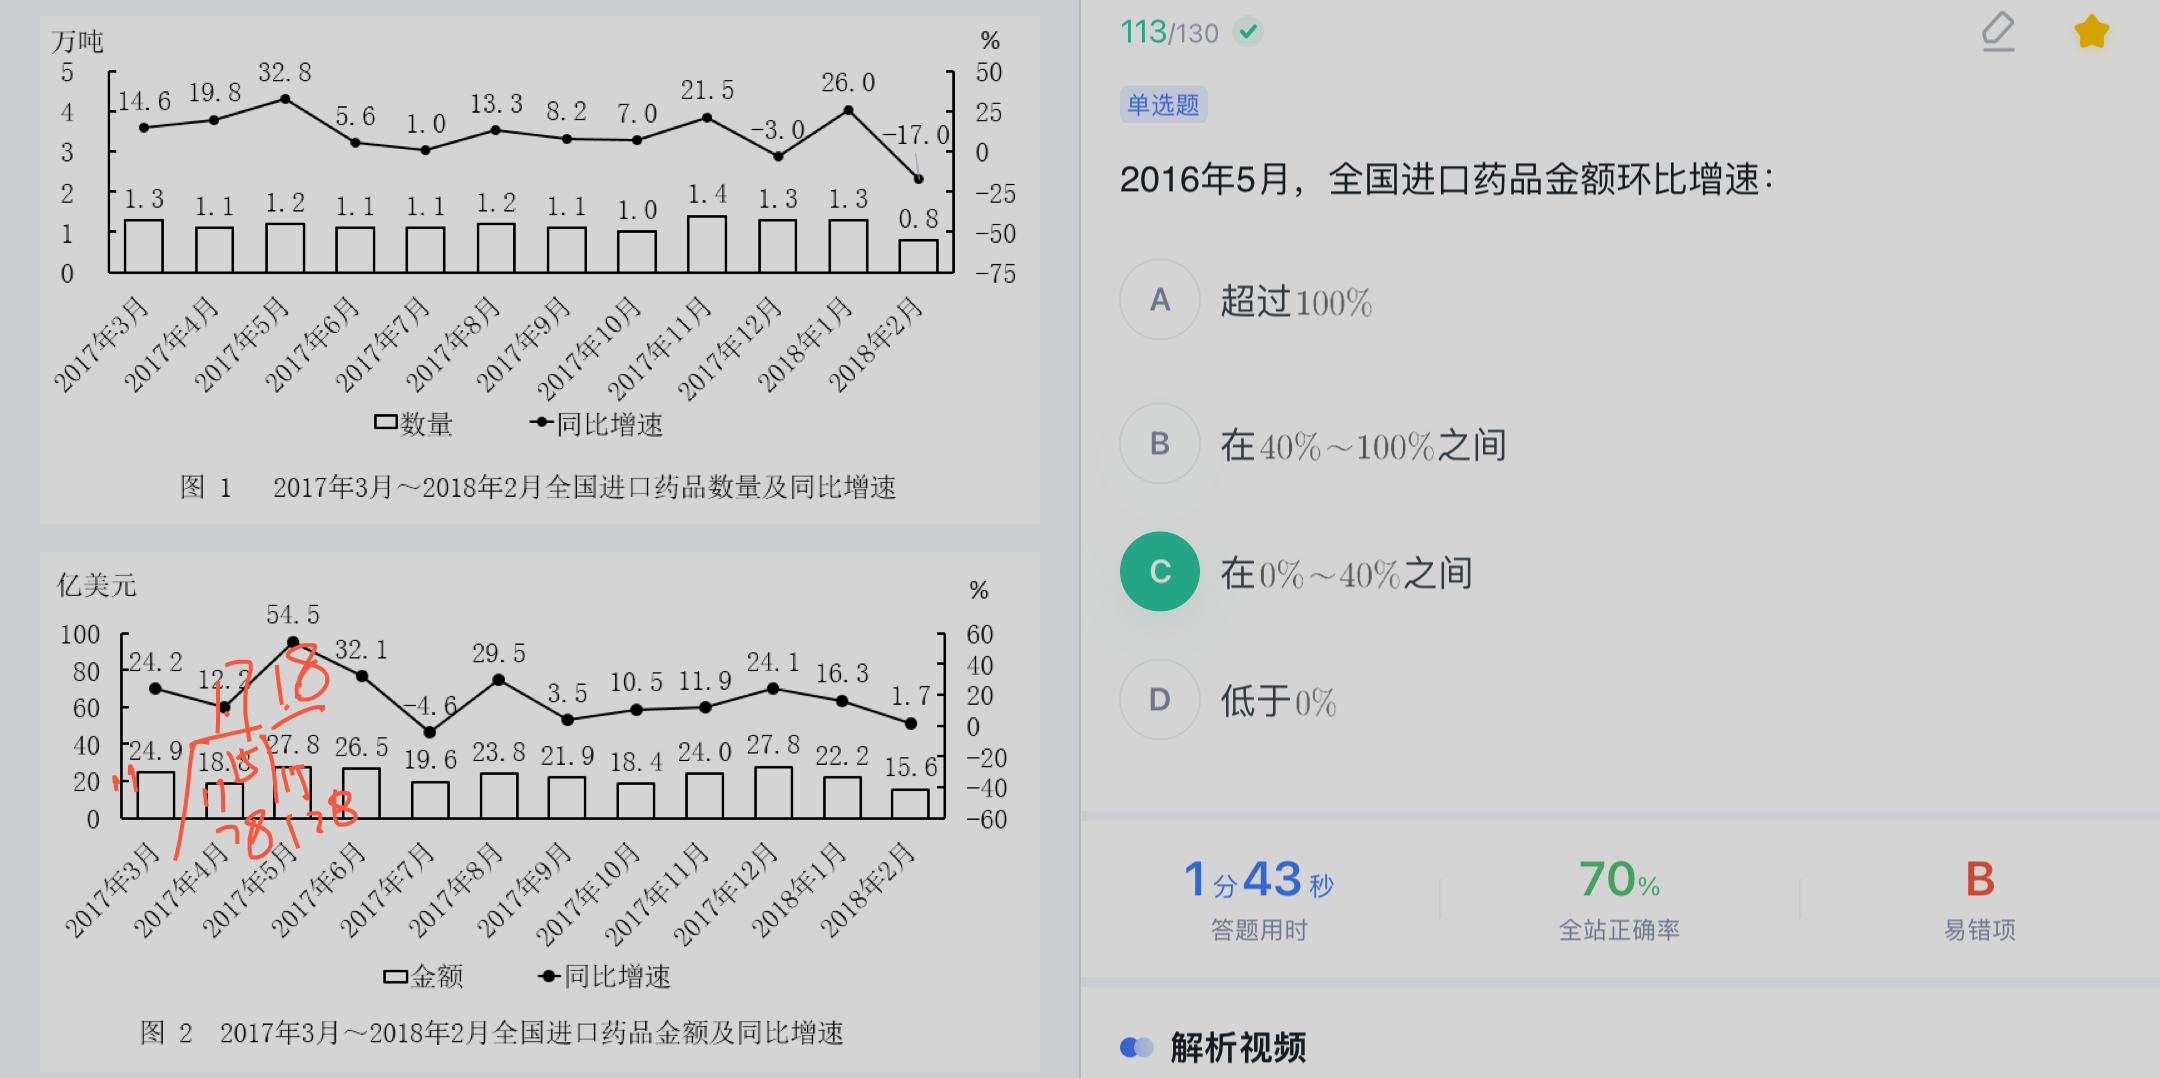 万吨
%
5
4
3
2
1
0
50
25
0
-25
-50
-75
14.6
19.8
32.8
5.6
1.0
13.3
8.2
7.0
21.5
-3.0
26.0
-17.0
1.3
1.1
1.2
1.1
1.1
1.2
1.1
1.0
1.4
1.3
1.3
0.8
2017年3月
2017年4月
2017年5月
2017年6月
2017年7月
2017年8月
2017年9月
2017年10月
2017年11月
2017年12月
2018年1月
2018年2月
数量
同比增速
图 1 2017年3月～2018年2月全国进口药品数量及同比增速
亿美元
%
100
80
60
40
20
0
60
40
20
0
-20
-40
-60
24.2
12.2
54.5
32.1
-4.6
29.5
3.5
10.5
11.9
24.1
16.3
1.7
24.9
18.8
27.8
26.5
19.6
23.8
21.9
18.4
24.0
27.8
22.2
15.6
1.7
1.8
2017年3月
2017年4月
2017年5月
2017年6月
2017年7月
2017年8月
2017年9月
2017年10月
2017年11月
2017年12月
2018年1月
2018年2月
金额
同比增速
图 2 2017年3月～2018年2月全国进口药品金额及同比增速
113/130
单选题
2016年5月，全国进口药品金额环比增速：
A 超过100%
B 在40%～100%之间
C 在0%～40%之间
D 低于0%
1分43秒
答题用时
70%
全站正确率
B
易错项
解析视频